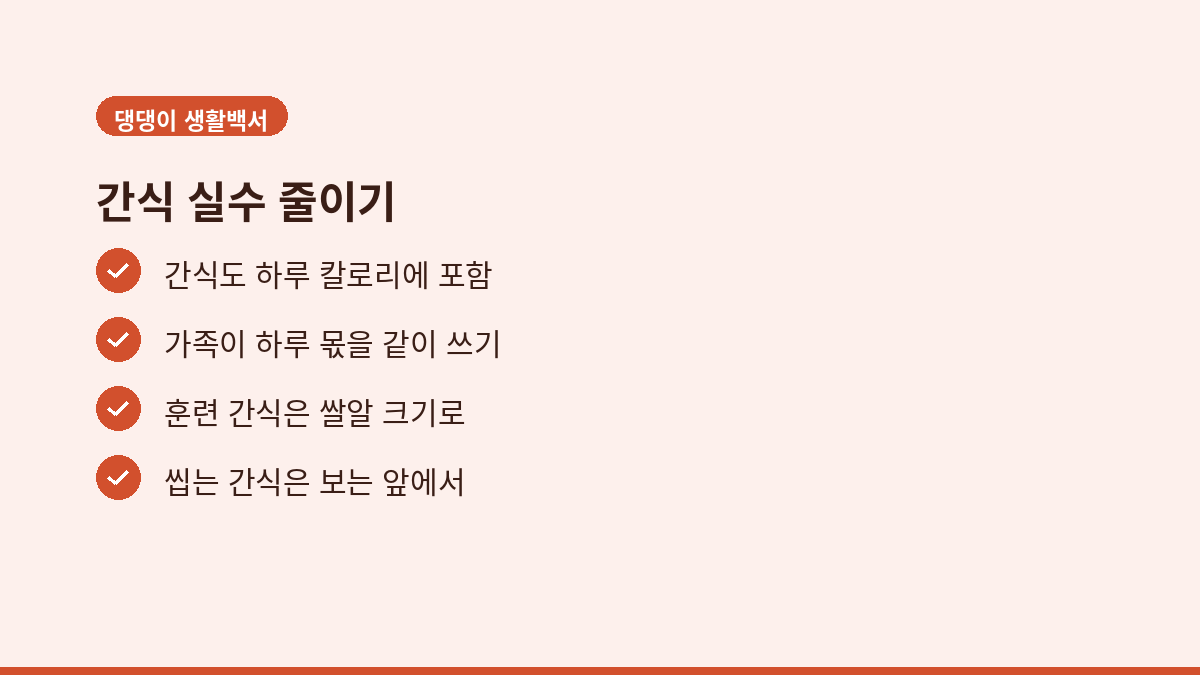 댕댕이 생활백서
간식 실수 줄이기
간식도 하루 칼로리에 포함
가족이 하루 몫을 같이 쓰기
훈련 간식은 쌀알 크기로
씹는 간식은 보는 앞에서